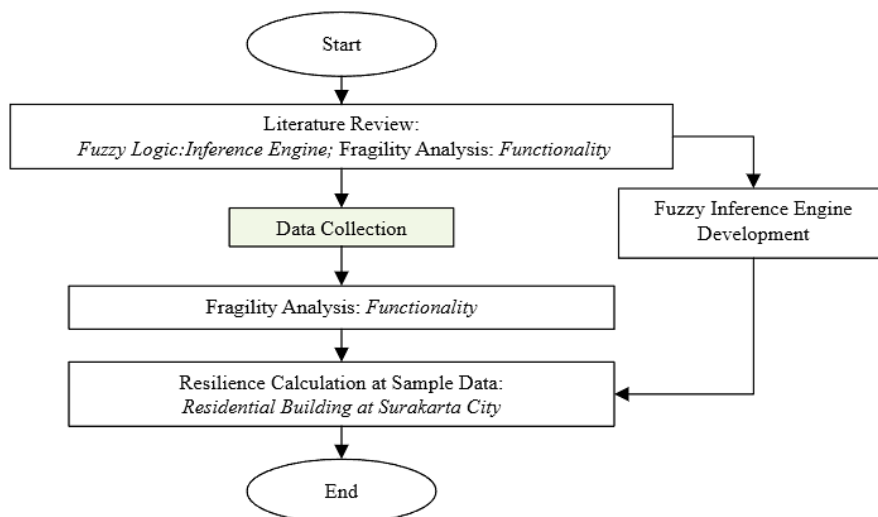 Start
Literature Review:
Fuzzy Logic:Inference Engine; Fragility Analysis: Functionality
Data Collection
Fuzzy Inference Engine
Development
Fragility Analysis: Functionality
Resilience Calculation at Sample Data:
Residential Building at Surakarta City
End